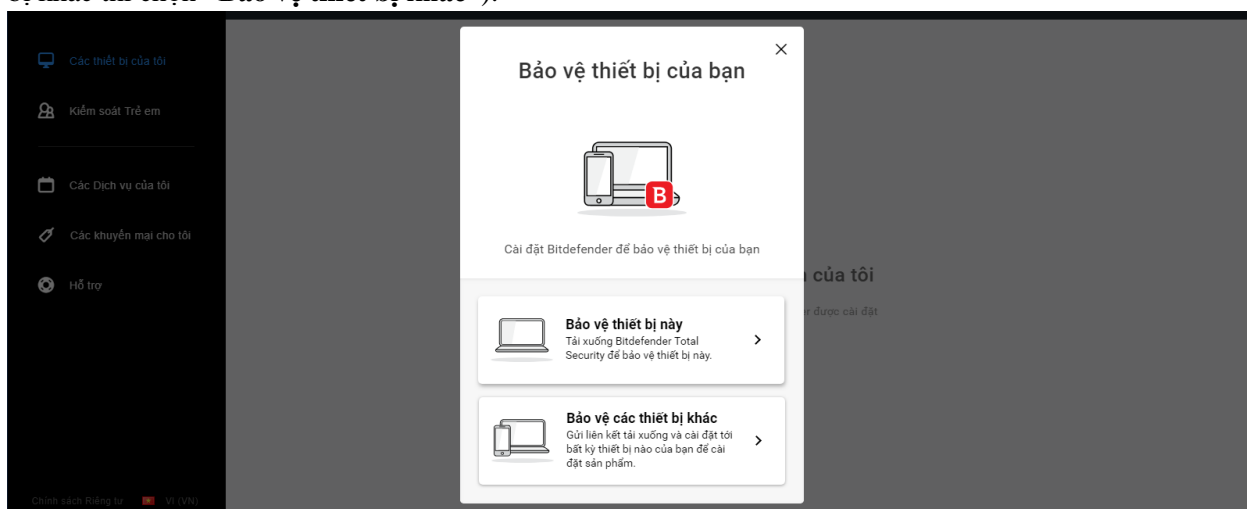 Các thiết bị của tôi
Kiểm soát Trẻ em
Các Dịch vụ của tôi
Các khuyến mại cho tôi
Hỗ trợ
Chính sách Riêng tư VI (VN)
Bảo vệ thiết bị của bạn
B
Cài đặt Bitdefender để bảo vệ thiết bị của bạn
Bảo vệ thiết bị này
Tải xuống Bitdefender Total
Security để bảo vệ thiết bị này.
Bảo vệ các thiết bị khác
Gửi liên kết tải xuống và cài đặt tới
bất kỳ thiết bị nào của bạn để cài
đặt sản phẩm.
của tôi
được cài đặt